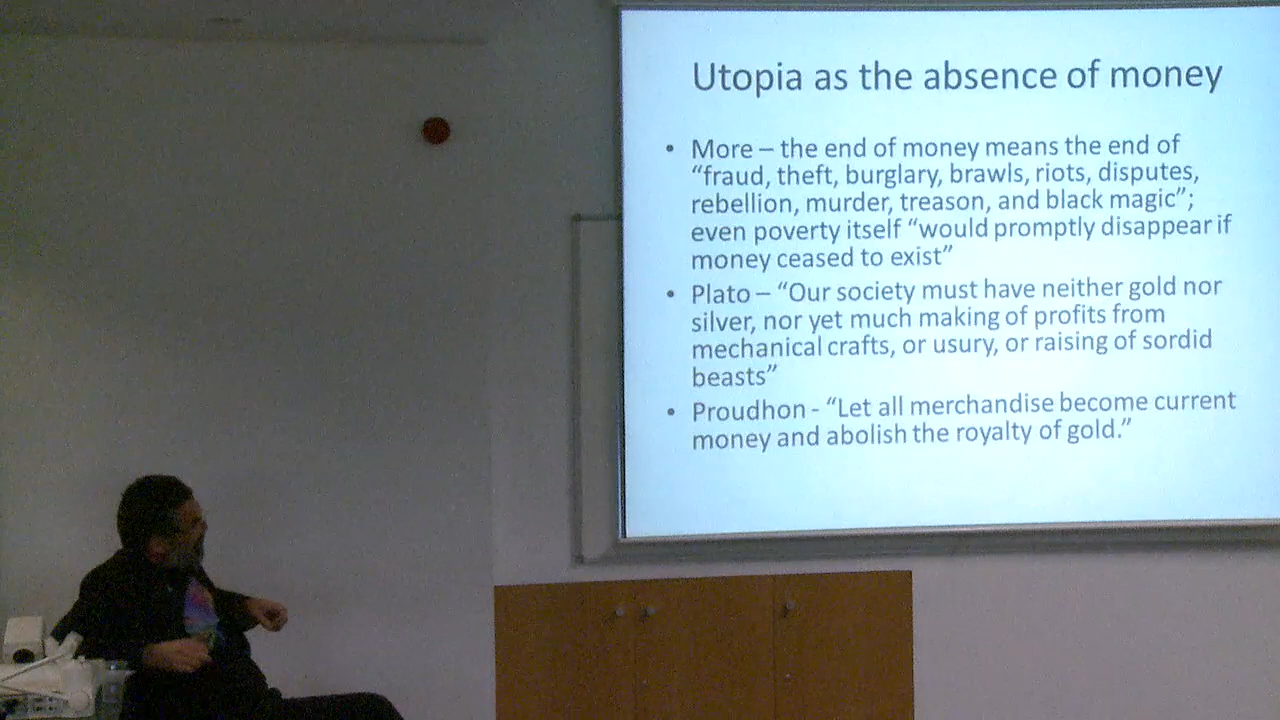 Utopia as the absence of money
• More – the end of money means the end of
“fraud, theft, burglary, brawls, riots, disputes,
rebellion, murder, treason, and black magic”;
even poverty itself “would promptly disappear if
money ceased to exist”
• Plato – “Our society must have neither gold nor
silver, nor yet much making of profits from
mechanical crafts, or usury, or raising of sordid
beasts”
• Proudhon - “Let all merchandise become current
money and abolish the royalty of gold.”